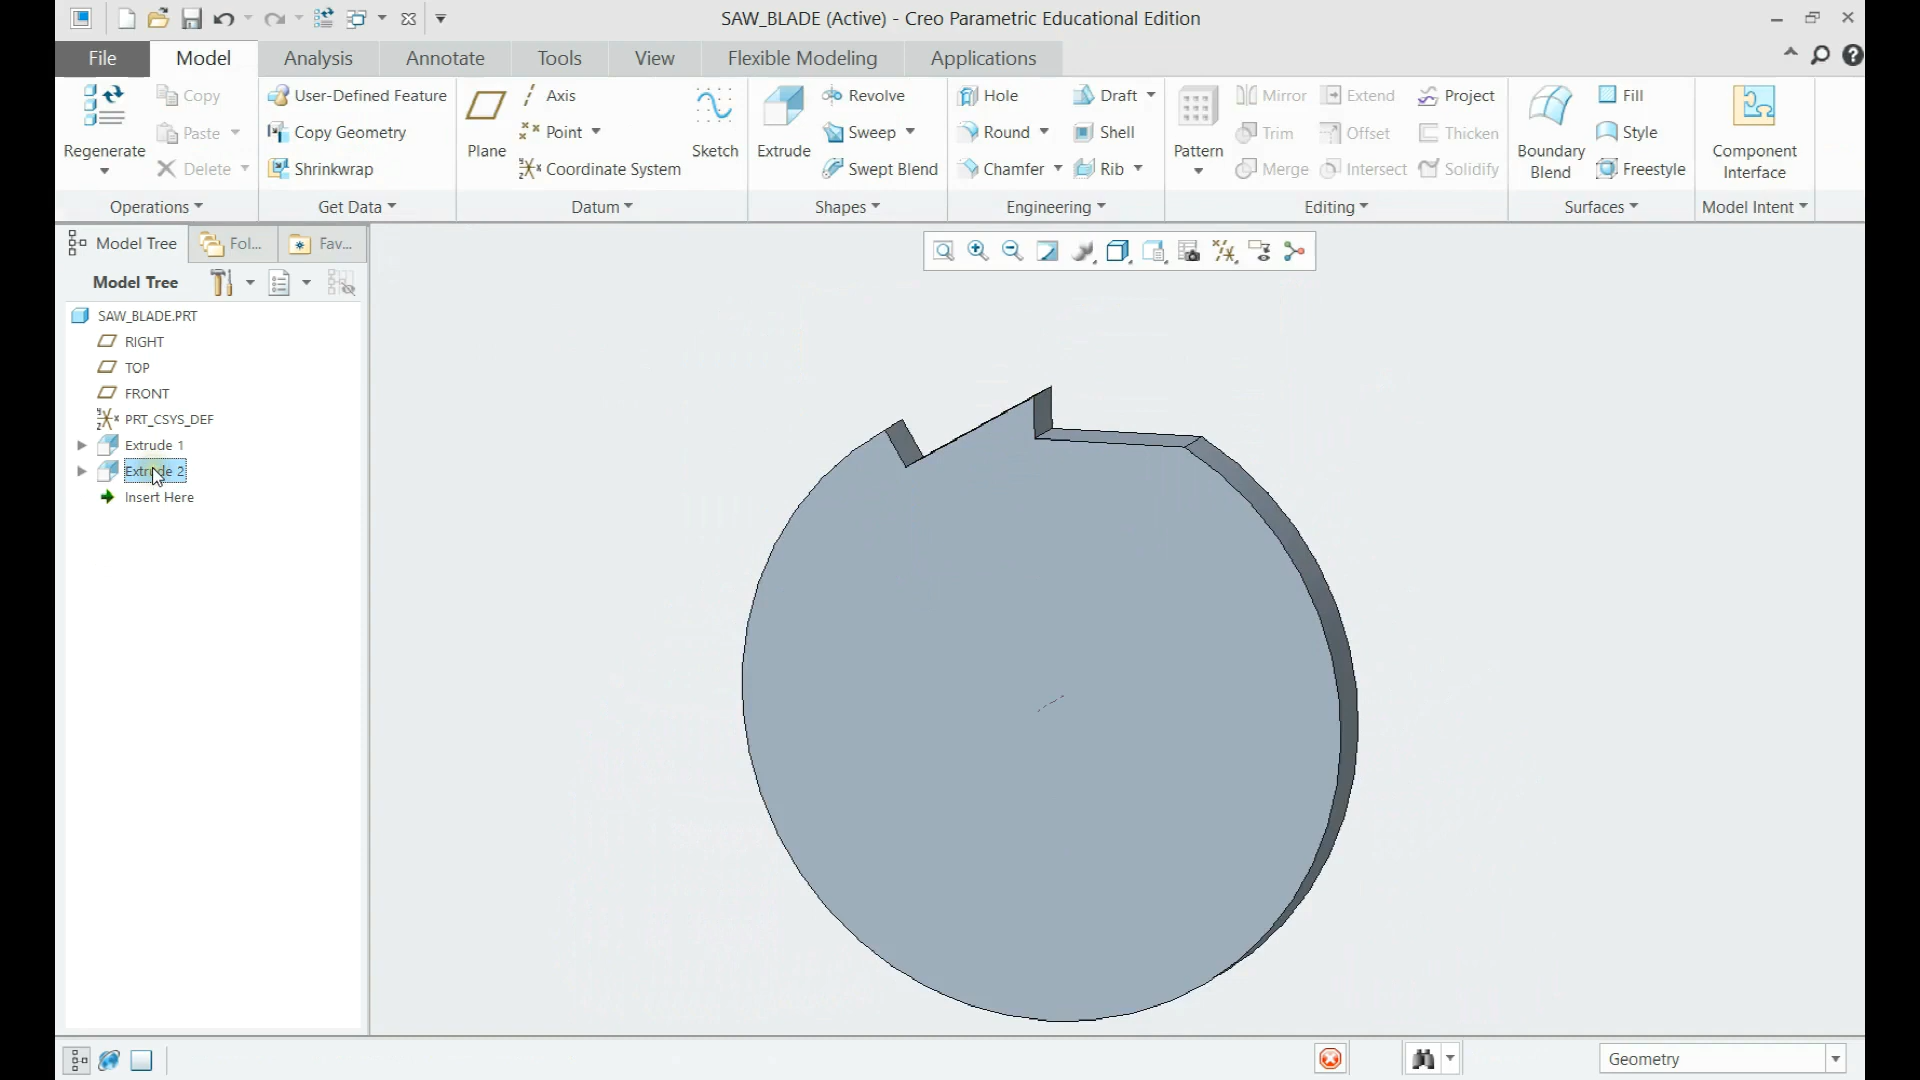 SAW_BLADE (Active) - Creo Parametric Educational Edition
File Model Analysis Annotate Tools View Flexible Modeling Applications
Regenerate
Copy
Paste
Delete
Operations
User-Defined Feature
Copy Geometry
Shrinkwrap
Get Data
Plane
Axis
Point
Coordinate System
Sketch
Datum
Extrude
Revolve
Sweep
Swept Blend
Shapes
Hole
Round
Chamfer
Draft
Shell
Rib
Engineering
Pattern
Mirror
Trim
Merge
Extend
Offset
Intersect
Project
Thicken
Solidify
Editing
Boundary
Blend
Fill
Style
Freestyle
Surfaces
Component
Interface
Model Intent
Model Tree Fol... Fav...
Model Tree
SAW_BLADE.PRT
RIGHT
TOP
FRONT
PRT_CSYS_DEF
Extrude 1
Extrude 2
Insert Here
Geometry